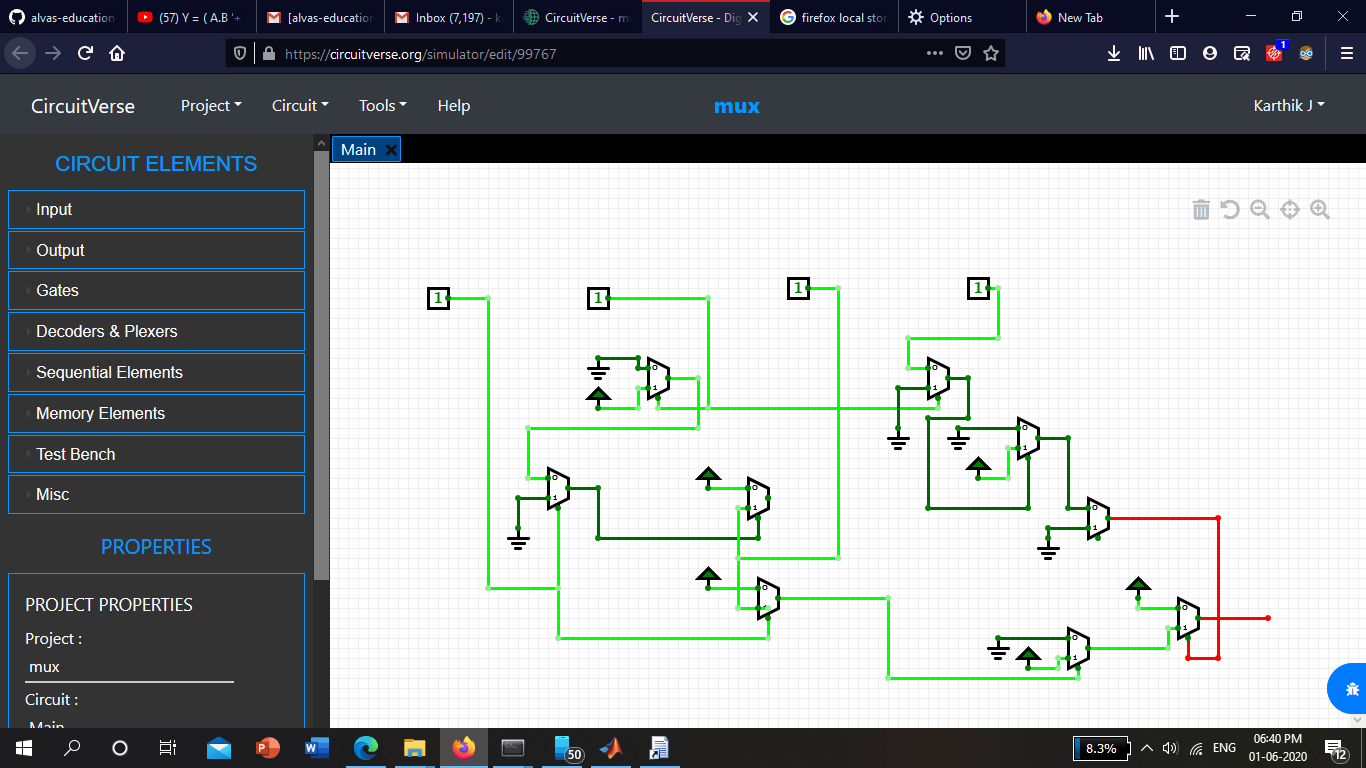 alvas-education
(57) Y = ( A.B '+
[alvas-education
Inbox (7,197) - k
CircuitVerse - m
CircuitVerse - Dig
firefox local stor
Options
New Tab
https://circuitverse.org/simulator/edit/99767
1
CircuitVerse
Project
Circuit
Tools
Help
mux
Karthik J
Main
CIRCUIT ELEMENTS
Input
Output
Gates
Decoders & Plexers
Sequential Elements
Memory Elements
Test Bench
Misc
PROPERTIES
PROJECT PROPERTIES
Project :
mux
Circuit :
Main
1
1
1
1
0
1
0
1
0
1
0
1
0
1
0
1
0
1
0
1
0
1
50
8.3%
ENG
06:40 PM
01-06-2020
12